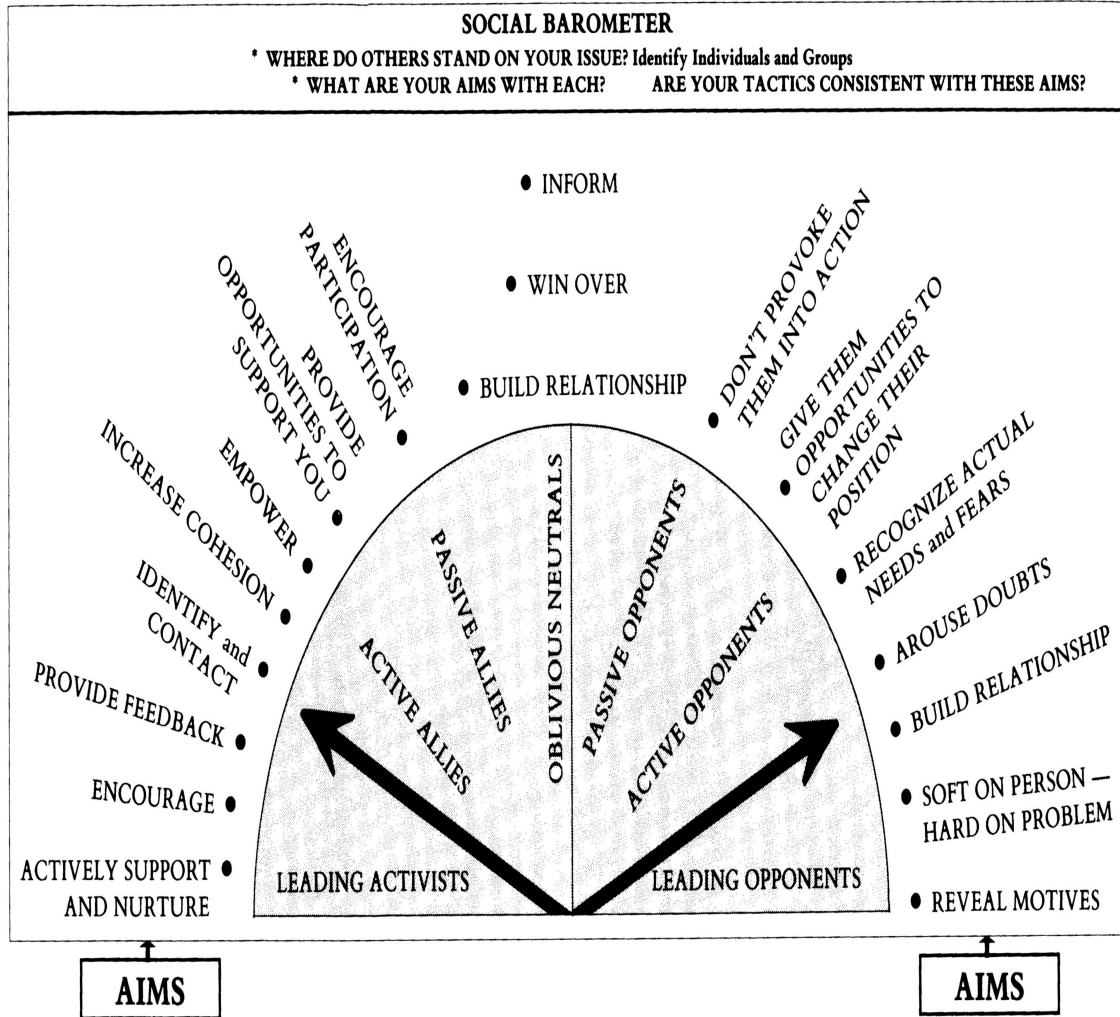 SOCIAL BAROMETER
* WHERE DO OTHERS STAND ON YOUR ISSUE? Identify Individuals and Groups
* WHAT ARE YOUR AIMS WITH EACH? ARE YOUR TACTICS CONSISTENT WITH THESE AIMS?
• INFORM
• WIN OVER
• BUILD RELATIONSHIP
ENCOURAGE
PARTICIPATION •
PROVIDE
OPPORTUNITIES TO
SUPPORT YOU •
EMPOWER •
INCREASE COHESION •
IDENTIFY and
CONTACT •
PROVIDE FEEDBACK •
ENCOURAGE •
ACTIVELY SUPPORT •
AND NURTURE
• DON'T PROVOKE
THEM INTO ACTION
GIVE THEM
• OPPORTUNITIES TO
CHANGE THEIR
POSITION
• RECOGNIZE ACTUAL
NEEDS and FEARS
• AROUSE DOUBTS
• BUILD RELATIONSHIP
• SOFT ON PERSON —
HARD ON PROBLEM
• REVEAL MOTIVES
LEADING ACTIVISTS
ACTIVE ALLIES
PASSIVE ALLIES
OBLIVIOUS NEUTRALS
PASSIVE OPPONENTS
ACTIVE OPPONENTS
LEADING OPPONENTS
AIMS
AIMS